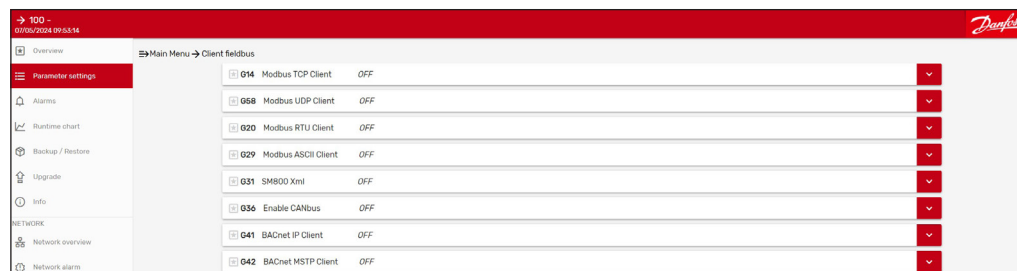 → 100 -
07/05/2024 09:53:14
Danfoss
Overview
Parameter settings
Alarms
Runtime chart
Backup / Restore
Upgrade
Info
NETWORK
Network overview
Network alarm
Main Menu → Client fieldbus
G14 Modbus TCP Client OFF
G58 Modbus UDP Client OFF
G20 Modbus RTU Client OFF
G29 Modbus ASCII Client OFF
G31 SM800 Xml OFF
G36 Enable CANbus OFF
G41 BACnet IP Client OFF
G42 BACnet MSTP Client OFF